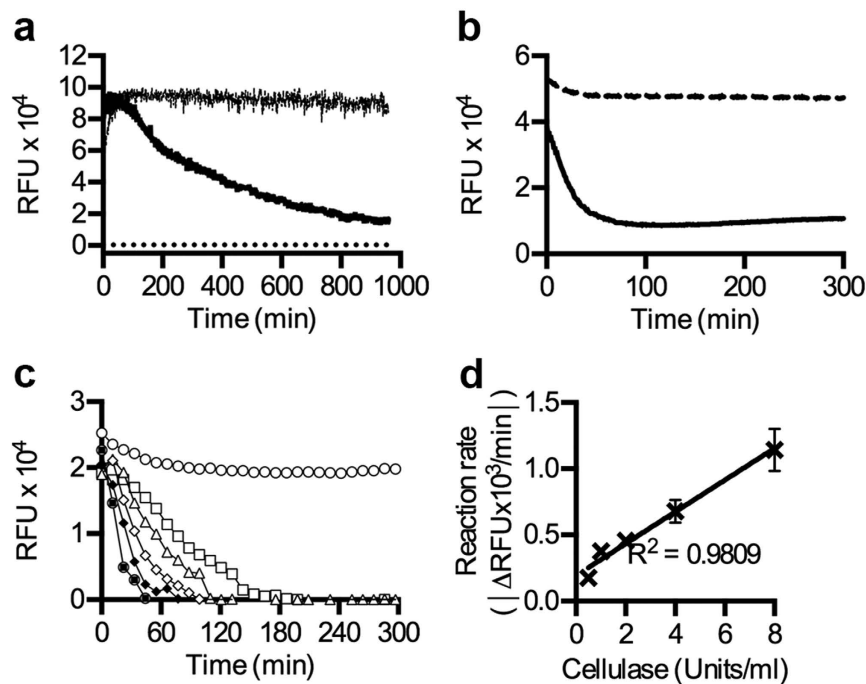 a
RFU x 10⁴
12
10
8
6
4
2
0
0 200 400 600 800 1000
Time (min)
b
RFU x 10⁴
6
4
2
0
0 100 200 300
Time (min)
c
RFU x 10⁴
3
2
1
0
0 60 120 180 240 300
Time (min)
d
Reaction rate
(|ΔRFUx10³/min|)
1.5
1.0
0.5
0.0
R² = 0.9809
0 2 4 6 8
Cellulase (Units/ml)